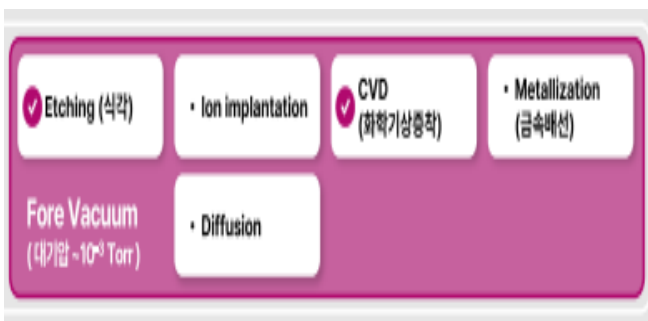 Etching (식각)
• Ion implantation
CVD
(화학기상증착)
• Metallization
(금속배선)
Fore Vacuum
(대기압 ~10⁻³ Torr)
• Diffusion